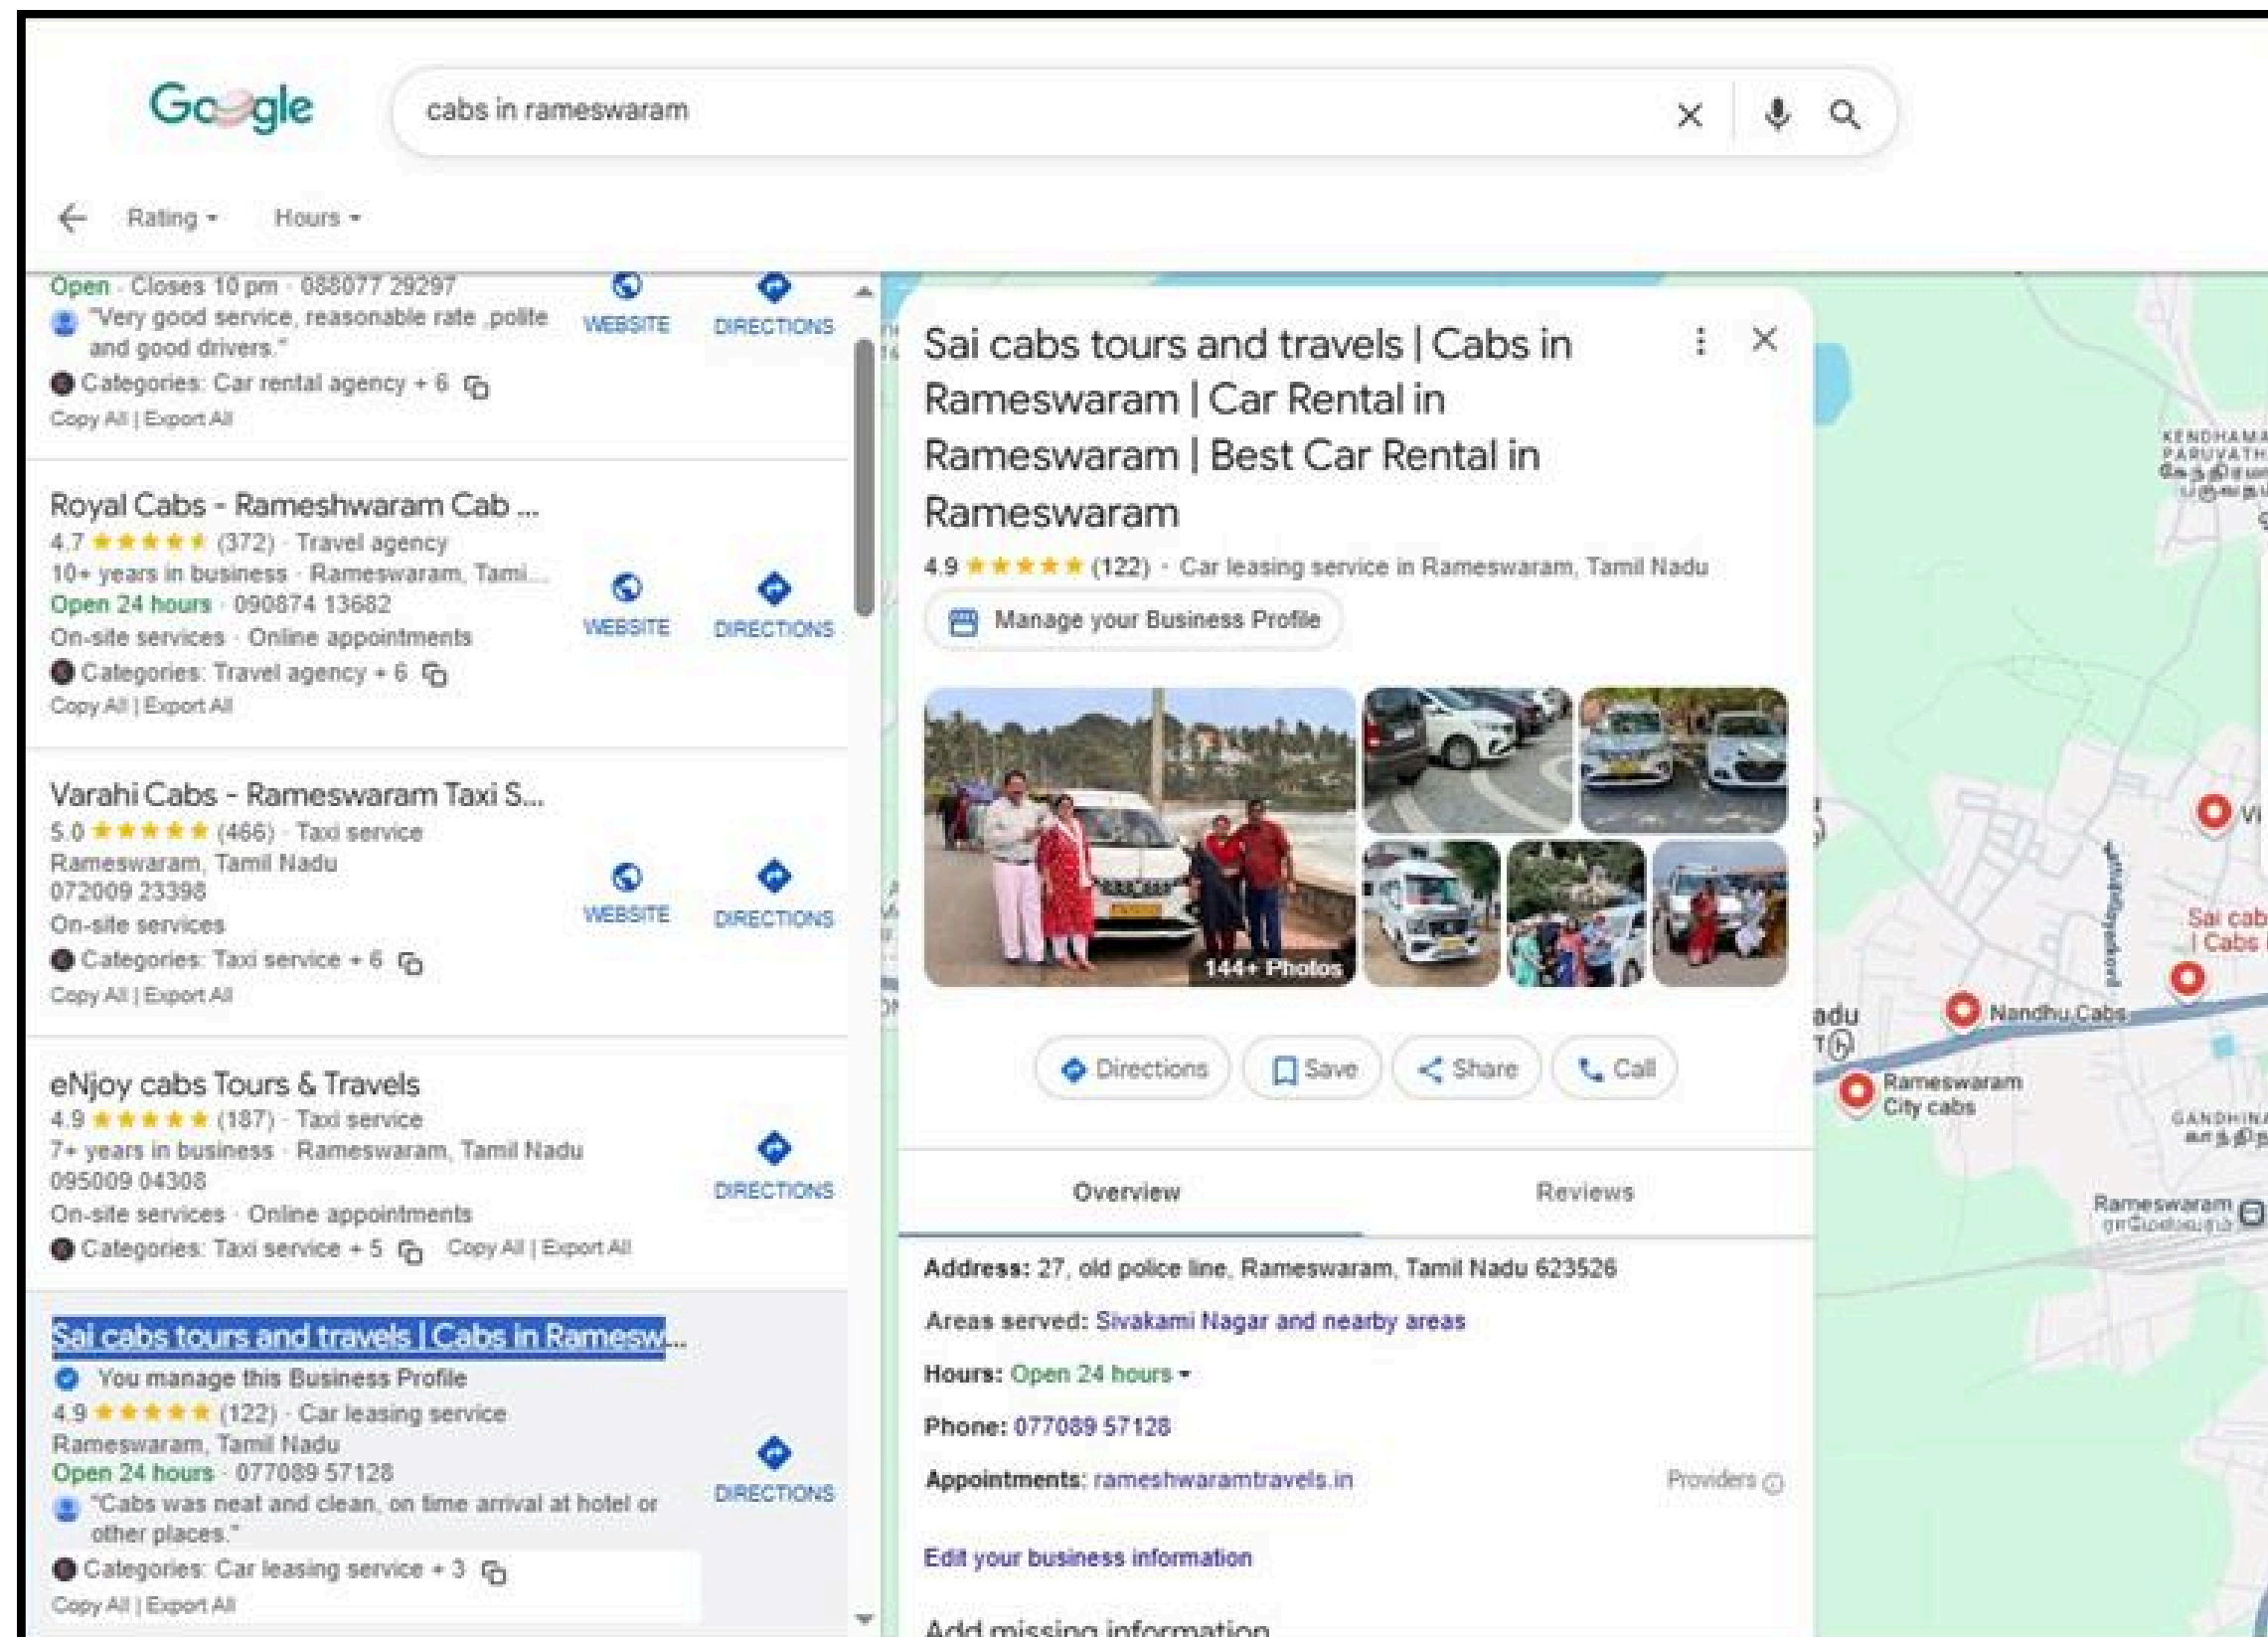 Google
cabs in rameswaram
Rating
Hours
Open · Closes 10 pm · 088077 29297
"Very good service, reasonable rate ,polite
and good drivers."
Categories: Car rental agency + 6
Copy All | Export All
WEBSITE
DIRECTIONS
Royal Cabs - Rameshwaram Cab ...
4.7 (372) · Travel agency
10+ years in business · Rameswaram, Tami...
Open 24 hours · 090874 13682
On-site services · Online appointments
Categories: Travel agency + 6
Copy All | Export All
WEBSITE
DIRECTIONS
Varahi Cabs - Rameswaram Taxi S...
5.0 (466) · Taxi service
Rameswaram, Tamil Nadu
072009 23398
On-site services
Categories: Taxi service + 6
Copy All | Export All
WEBSITE
DIRECTIONS
eNjoy cabs Tours & Travels
4.9 (187) · Taxi service
7+ years in business · Rameswaram, Tamil Nadu
095009 04308
On-site services · Online appointments
Categories: Taxi service + 5 Copy All | Export All
DIRECTIONS
Sai cabs tours and travels | Cabs in Ramesw...
You manage this Business Profile
4.9 (122) · Car leasing service
Rameswaram, Tamil Nadu
Open 24 hours · 077089 57128
"Cabs was neat and clean, on time arrival at hotel or
other places."
Categories: Car leasing service + 3
Copy All | Export All
DIRECTIONS
Sai cabs tours and travels | Cabs in
Rameswaram | Car Rental in
Rameswaram | Best Car Rental in
Rameswaram
4.9 (122) · Car leasing service in Rameswaram, Tamil Nadu
Manage your Business Profile
144+ Photos
Directions
Save
Share
Call
Overview
Reviews
Address: 27, old police line, Rameswaram, Tamil Nadu 623526
Areas served: Sivakami Nagar and nearby areas
Hours: Open 24 hours
Phone: 077089 57128
Appointments: rameshwaramtravels.in
Providers
Edit your business information
Add missing information
KENDHAMA
PARUVATH
Vi
Sai cab
| Cabs
Nandhu Cabs
adu
Rameswaram
City cabs
GANDHINA
காந்திந
Rameswaram
ராமேஸ்வரம்